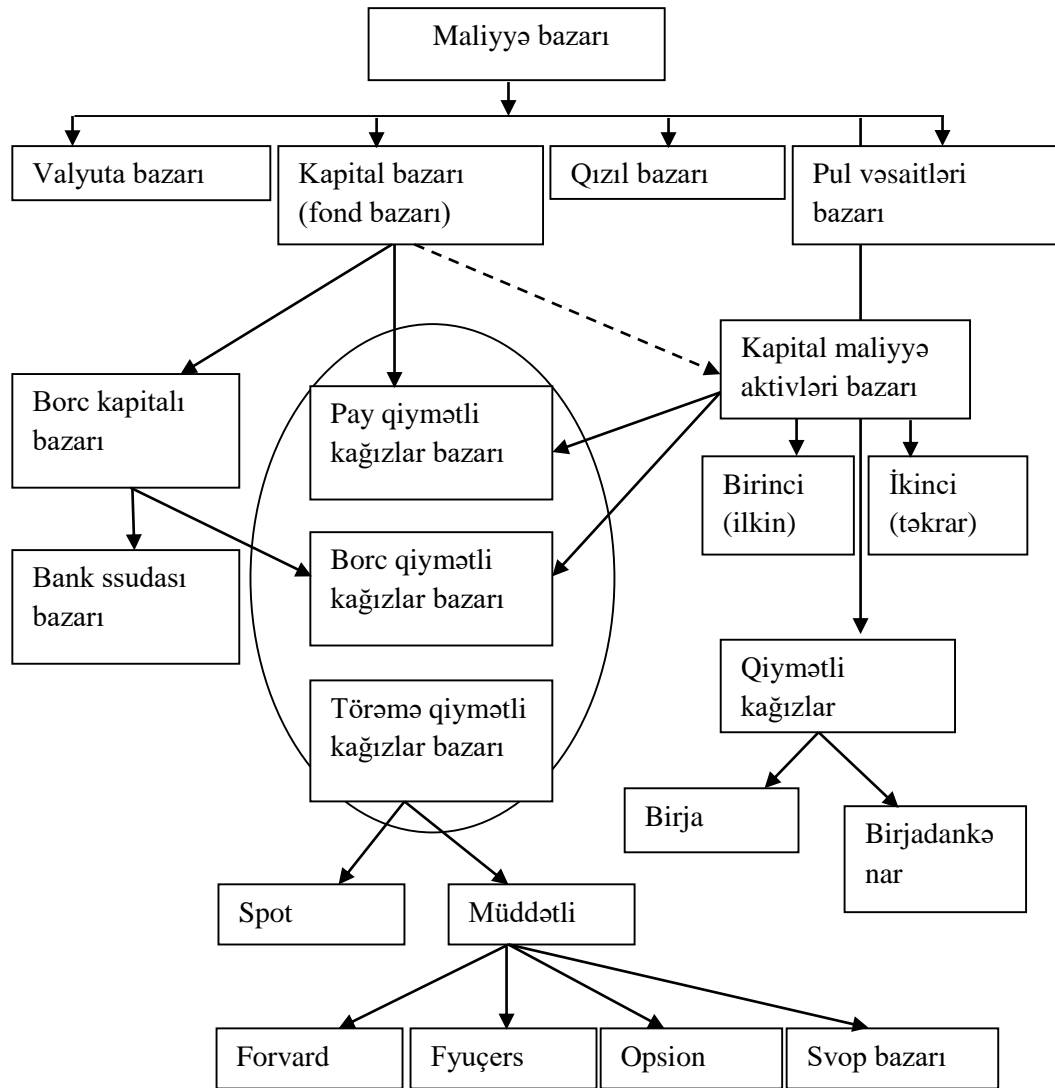 Maliyyə bazarı
Valyuta bazarı
Kapital bazarı
(fond bazarı)
Qızıl bazarı
Pul vəsaitləri
bazarı
Borc kapitalı
bazarı
Pay qiymətli
kağızlar bazarı
Kapital maliyyə
aktivləri bazarı
Birinci
(ilkin)
İkinci
(təkrar)
Bank ssudası
bazarı
Borc qiymətli
kağızlar bazarı
Törəmə qiymətli
kağızlar bazarı
Qiymətli
kağızlar
Birja
Birjadankə
nar
Spot
Müddətli
Forvard
Fyuçers
Opsion
Svop bazarı